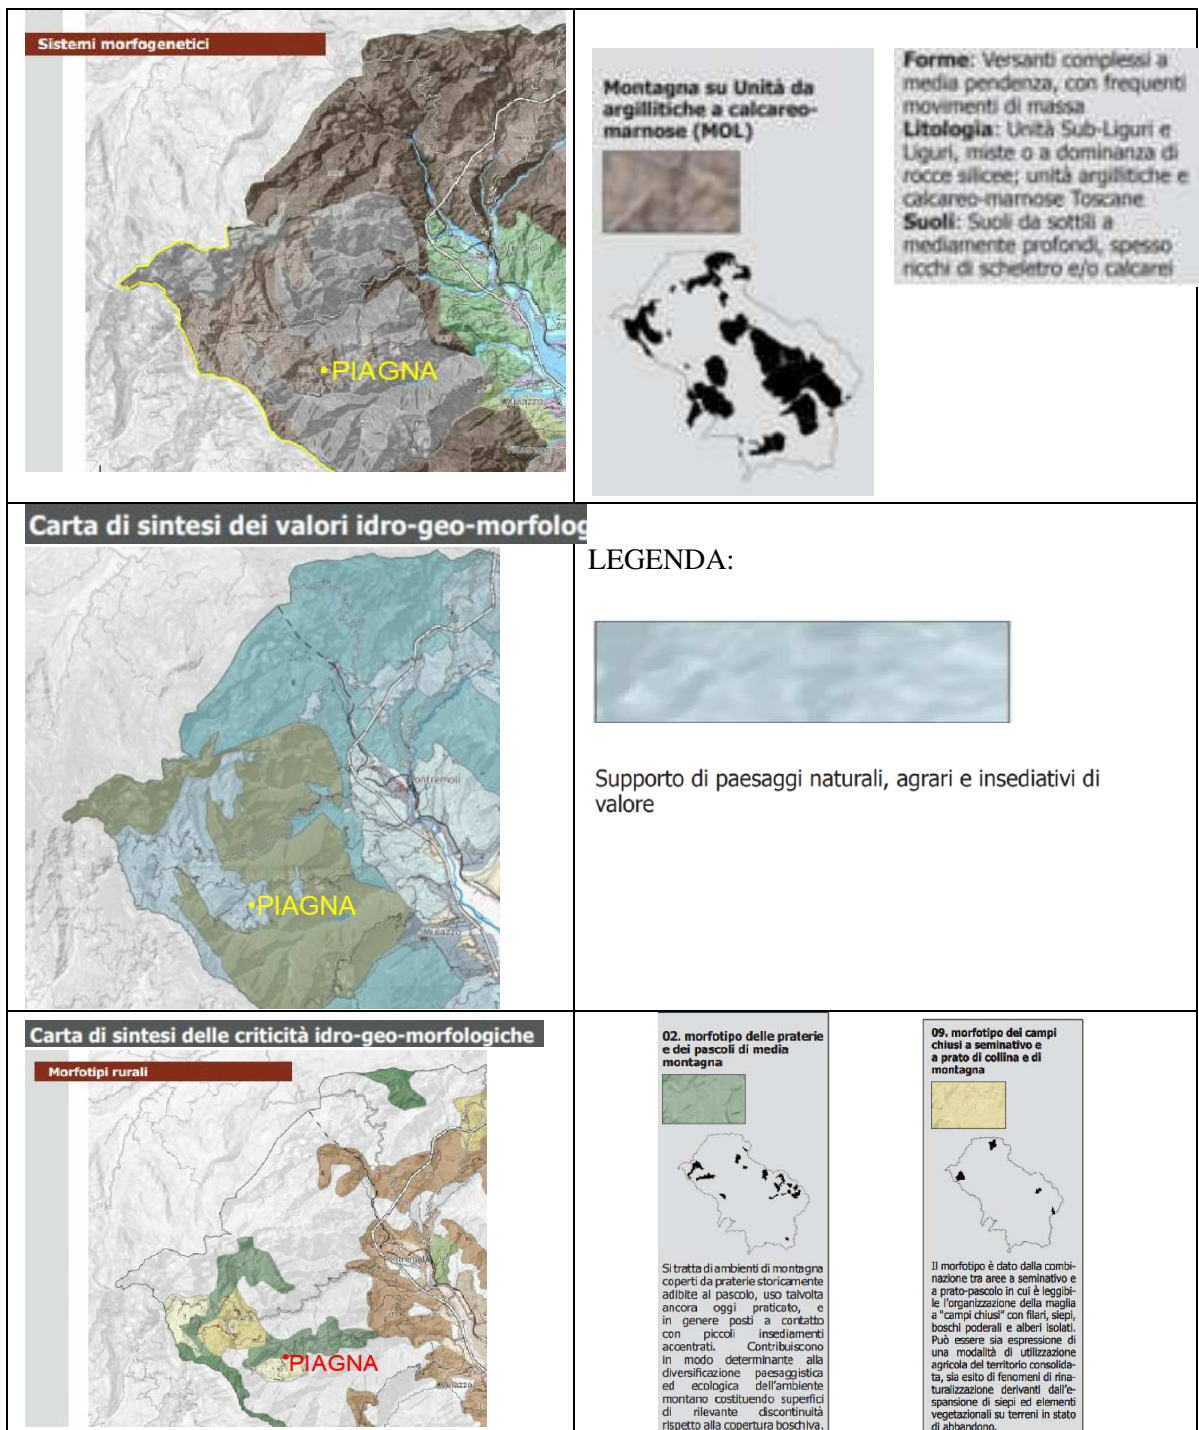 Sistemi morfogenetici
PIAGNA
Mulazzo
Montagna su Unità da
argillitiche a calcareo-
marnose (MOL)
Forme: Versanti complessi a
media pendenza, con frequenti
movimenti di massa
Litologia: Unità Sub-Liguri e
Liguri, miste o a dominanza di
rocce silicee; unità argillitiche e
calcareo-marnose Toscane
Suoli: Suoli da sottili a
mediamente profondi, spesso
ricchi di scheletro e/o calcarei
Carta di sintesi dei valori idro-geo-morfolog
Pontremoli
PIAGNA
Mulazzo
LEGENDA:
Supporto di paesaggi naturali, agrari e insediativi di
valore
Carta di sintesi delle criticità idro-geo-morfologiche
Morfotipi rurali
Pontremoli
PIAGNA
Mulazzo
02. morfotipo delle praterie
e dei pascoli di media
montagna
Si tratta di ambienti di montagna
coperti da praterie storicamente
adibite al pascolo, uso talvolta
ancora oggi praticato, e
in genere posti a contatto
con piccoli insediamenti
accentrati. Contribuiscono
in modo determinante alla
diversificazione paesaggistica
ed ecologica dell'ambiente
montano costituendo superfici
di rilevante discontinuità
rispetto alla copertura boschiva.
09. morfotipo dei campi
chiusi a seminativo e
a prato di collina e di
montagna
Il morfotipo è dato dalla combi-
nazione tra aree a seminativo e
a prato-pascolo in cui è leggibi-
le l'organizzazione della maglia
a "campi chiusi" con filari, siepi,
boschi poderali e alberi isolati.
Può essere sia espressione di
una modalità di utilizzazione
agricola del territorio consolida-
ta, sia esito di fenomeni di rina-
turalizzazione derivanti dall'e-
spansione di siepi ed elementi
vegetazionali su terreni in stato
di abbandono.